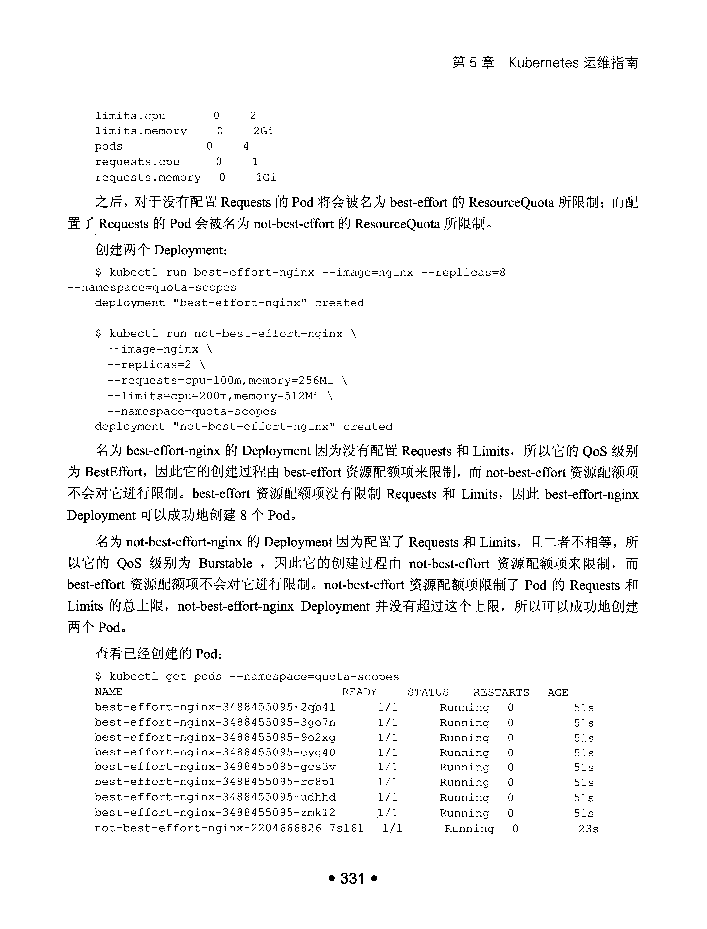 第 5 章 Kubernetes 运维指南
limits.cpu 0 2
limits.memory 0 2Gi
pods 0 4
requests.cpu 0 1
requests.memory 0 1Gi
之后，对于没有配置 Requests 的 Pod 将会被名为 best-effort 的 ResourceQuota 所限制；而配
置了 Requests 的 Pod 会被名为 not-best-effort 的 ResourceQuota 所限制。
创建两个 Deployment：
$ kubectl run best-effort-nginx --image=nginx --replicas=8
--namespace=quota-scopes
deployment "best-effort-nginx" created
$ kubectl run not-best-effort-nginx \
--image=nginx \
--replicas=2 \
--requests=cpu=100m,memory=256Mi \
--limits=cpu=200m,memory=512Mi \
--namespace=quota-scopes
deployment "not-best-effort-nginx" created
名为 best-effort-nginx 的 Deployment 因为没有配置 Requests 和 Limits，所以它的 QoS 级别
为 BestEffort，因此它的创建过程由 best-effort 资源配额项来限制，而 not-best-effort 资源配额项
不会对它进行限制。best-effort 资源配额项没有限制 Requests 和 Limits，因此 best-effort-nginx
Deployment 可以成功地创建 8 个 Pod。
名为 not-best-effort-nginx 的 Deployment 因为配置了 Requests 和 Limits，且二者不相等，所
以它的 QoS 级别为 Burstable ，因此它的创建过程由 not-best-effort 资源配额项来限制，而
best-effort 资源配额项不会对它进行限制。not-best-effort 资源配额项限制了 Pod 的 Requests 和
Limits 的总上限，not-best-effort-nginx Deployment 并没有超过这个上限，所以可以成功地创建
两个 Pod。
查看已经创建的 Pod：
$ kubectl get pods --namespace=quota-scopes
NAME READY STATUS RESTARTS AGE
best-effort-nginx-3488455095-2qb41 1/1 Running 0 51s
best-effort-nginx-3488455095-3go7n 1/1 Running 0 51s
best-effort-nginx-3488455095-9o2xg 1/1 Running 0 51s
best-effort-nginx-3488455095-eyg40 1/1 Running 0 51s
best-effort-nginx-3488455095-gcs3v 1/1 Running 0 51s
best-effort-nginx-3488455095-rq8p1 1/1 Running 0 51s
best-effort-nginx-3488455095-udhhd 1/1 Running 0 51s
best-effort-nginx-3488455095-zmk12 1/1 Running 0 51s
not-best-effort-nginx-2204666826-7sl61 1/1 Running 0 23s
• 331 •